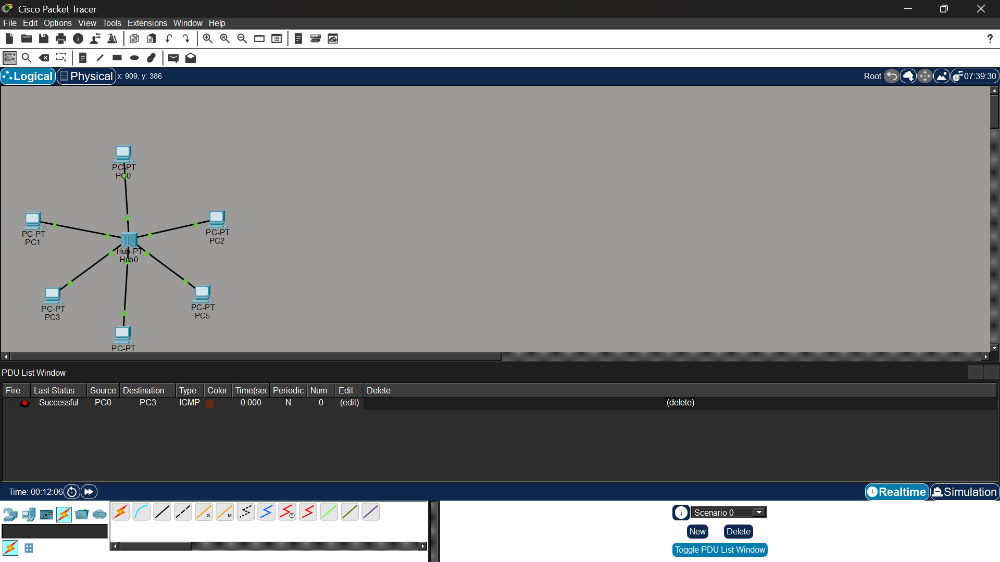 Cisco Packet Tracer
File Edit Options View Tools Extensions Window Help
?
Logical Physical x: 909, y: 386 Root 07:39:30
PC-PT
PC0
PC-PT
PC1
PC-PT
PC2
Hub-PT
Hub0
PC-PT
PC3
PC-PT
PC5
PC-PT
PDU List Window
Fire Last Status Source Destination Type Color Time(sec Periodic Num Edit Delete
Successful PC0 PC3 ICMP 0.000 N 0 (edit) (delete)
Time: 00:12:06 Realtime Simulation
S M
Scenario 0
New Delete
Toggle PDU List Window